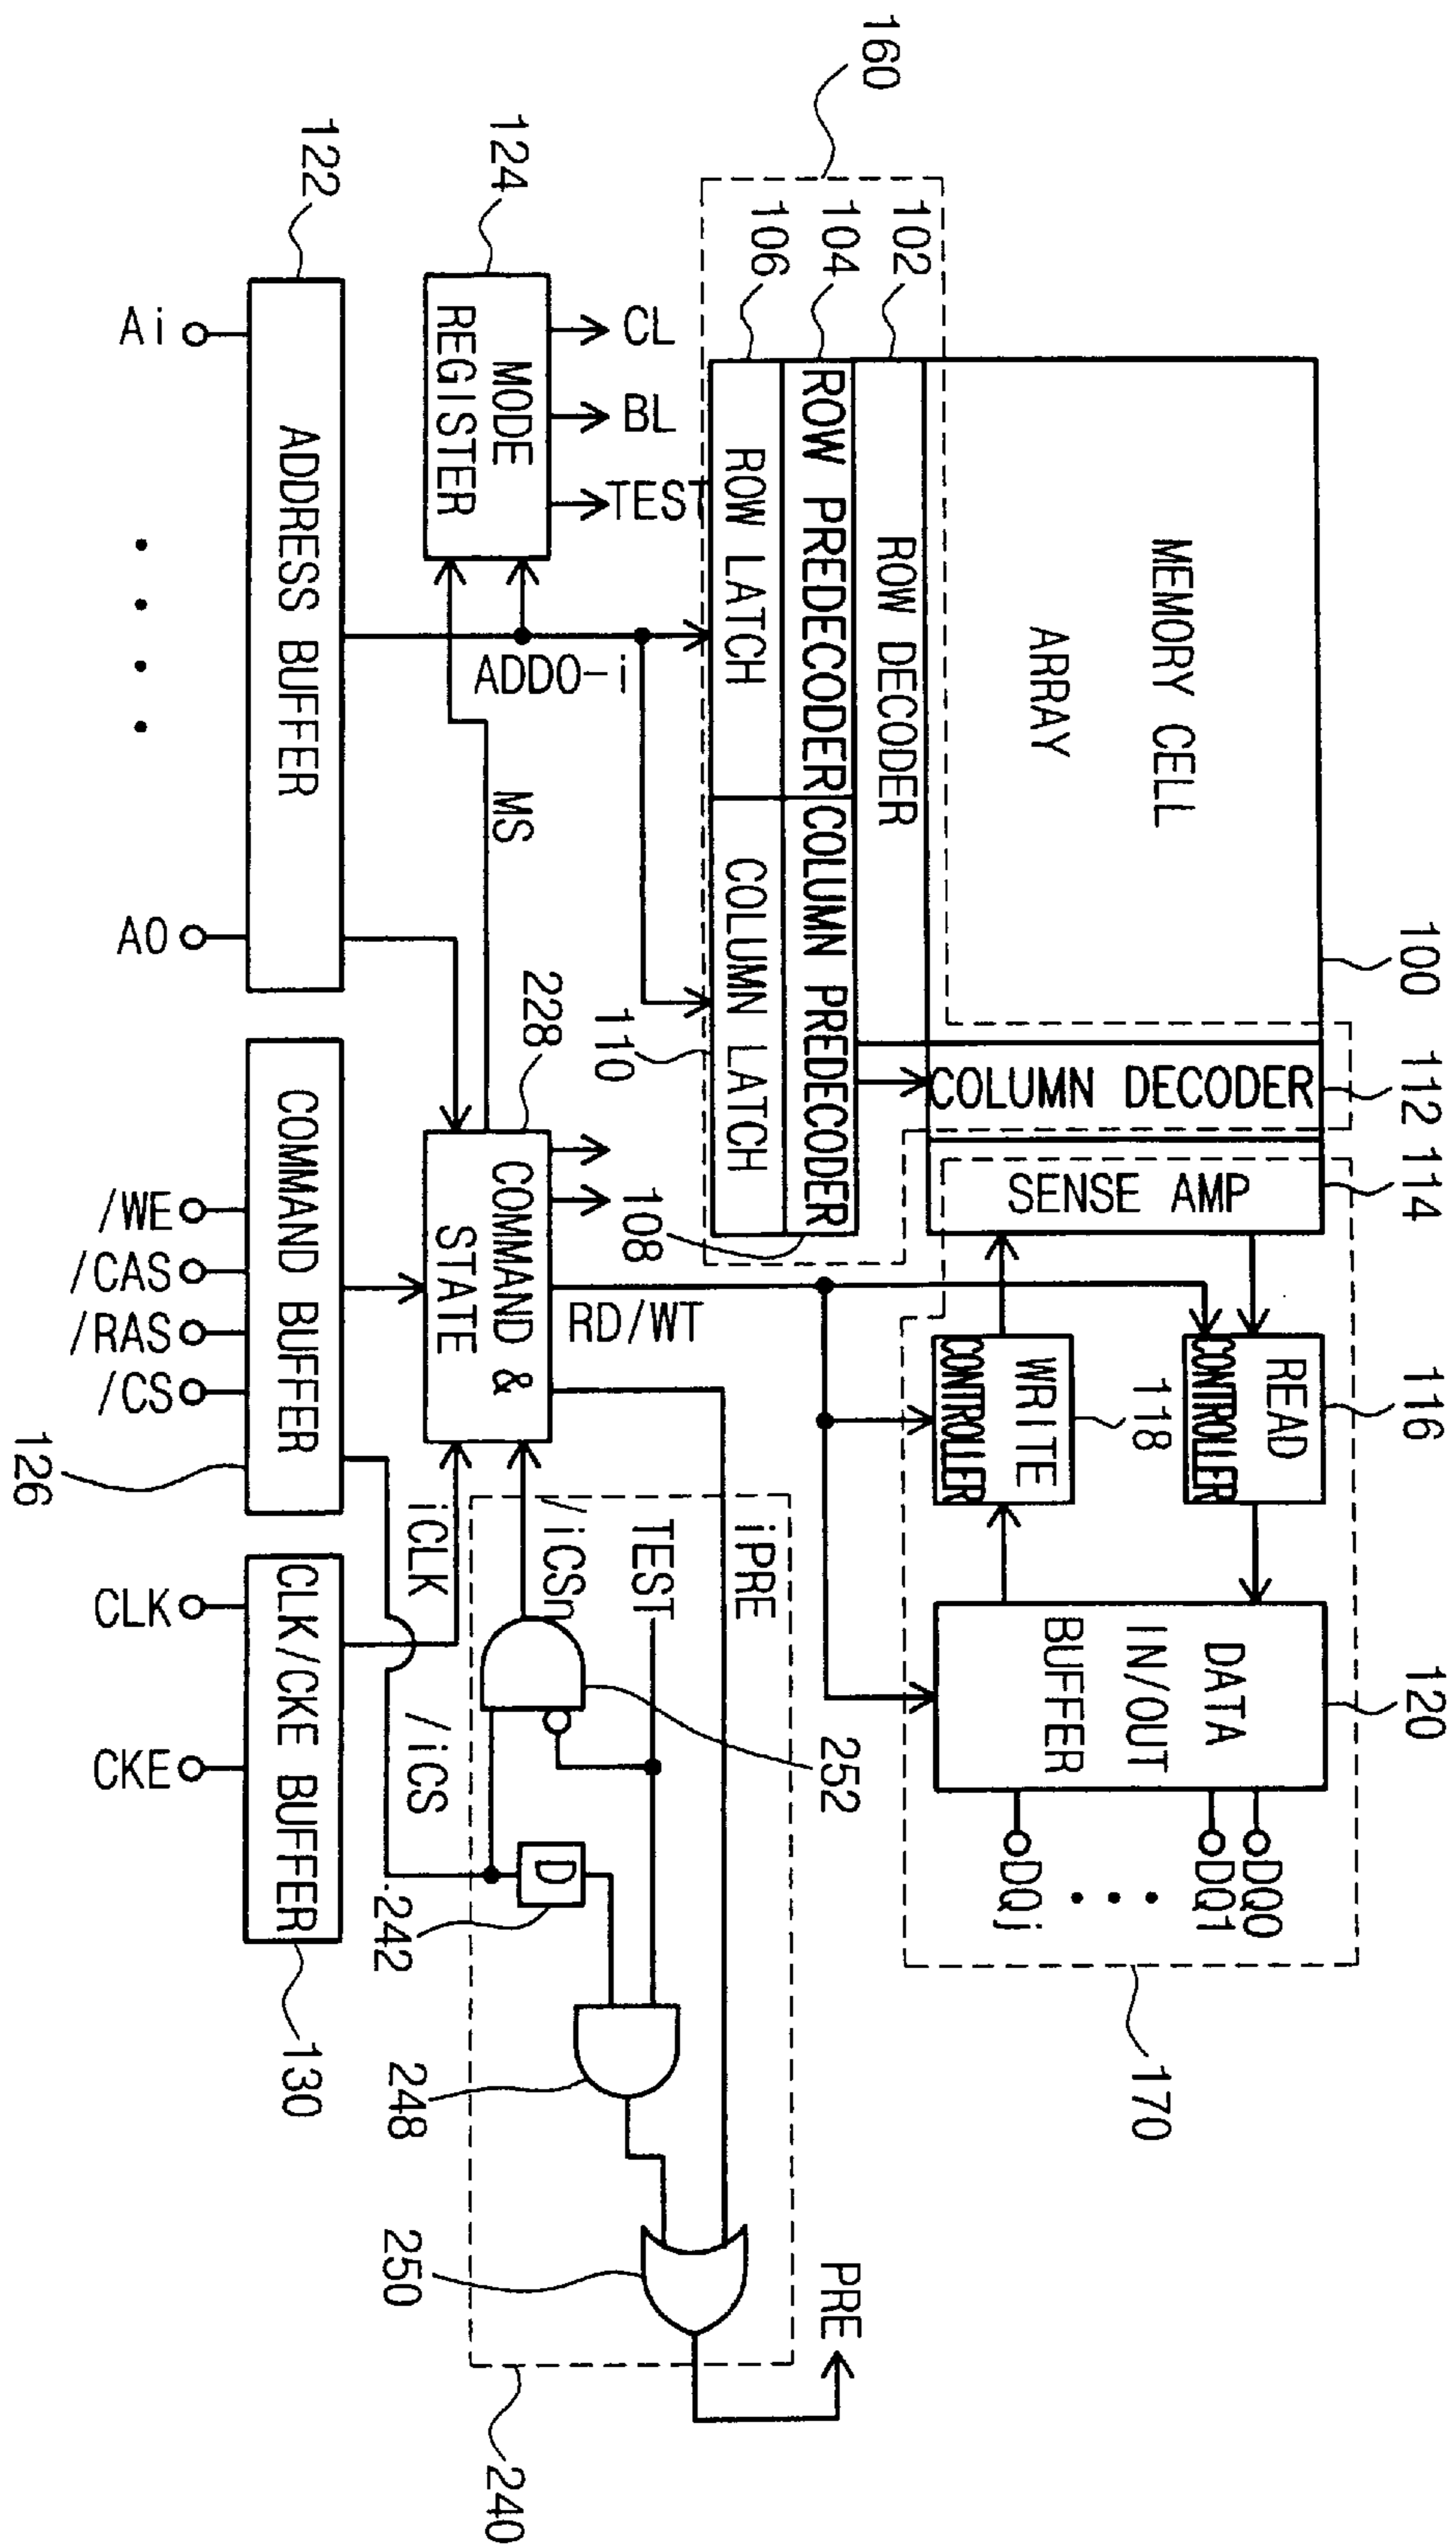 160
102
104
106
MEMORY CELL
ARRAY
100
ROW DECODER
ROW PREDECODER
COLUMN PREDECODER
ROW LATCH
COLUMN LATCH
COLUMN DECODER
112
SENSE AMP
114
110
108
READ
CONTROLLER
116
WRITE
CONTROLLER
118
DATA
IN/OUT
BUFFER
120
DQ0
DQ1
DQj
170
124
CL
BL
TEST
MODE
REGISTER
ADD0-i
MS
228
COMMAND &
STATE
RD/WT
iPRE
TEST
/iCSn
iCLK
/iCS
252
D
242
248
250
PRE
240
122
ADDRESS BUFFER
Ai
A0
COMMAND BUFFER
/WE
/CAS
/RAS
/CS
126
CLK/CKE BUFFER
CLK
CKE
130